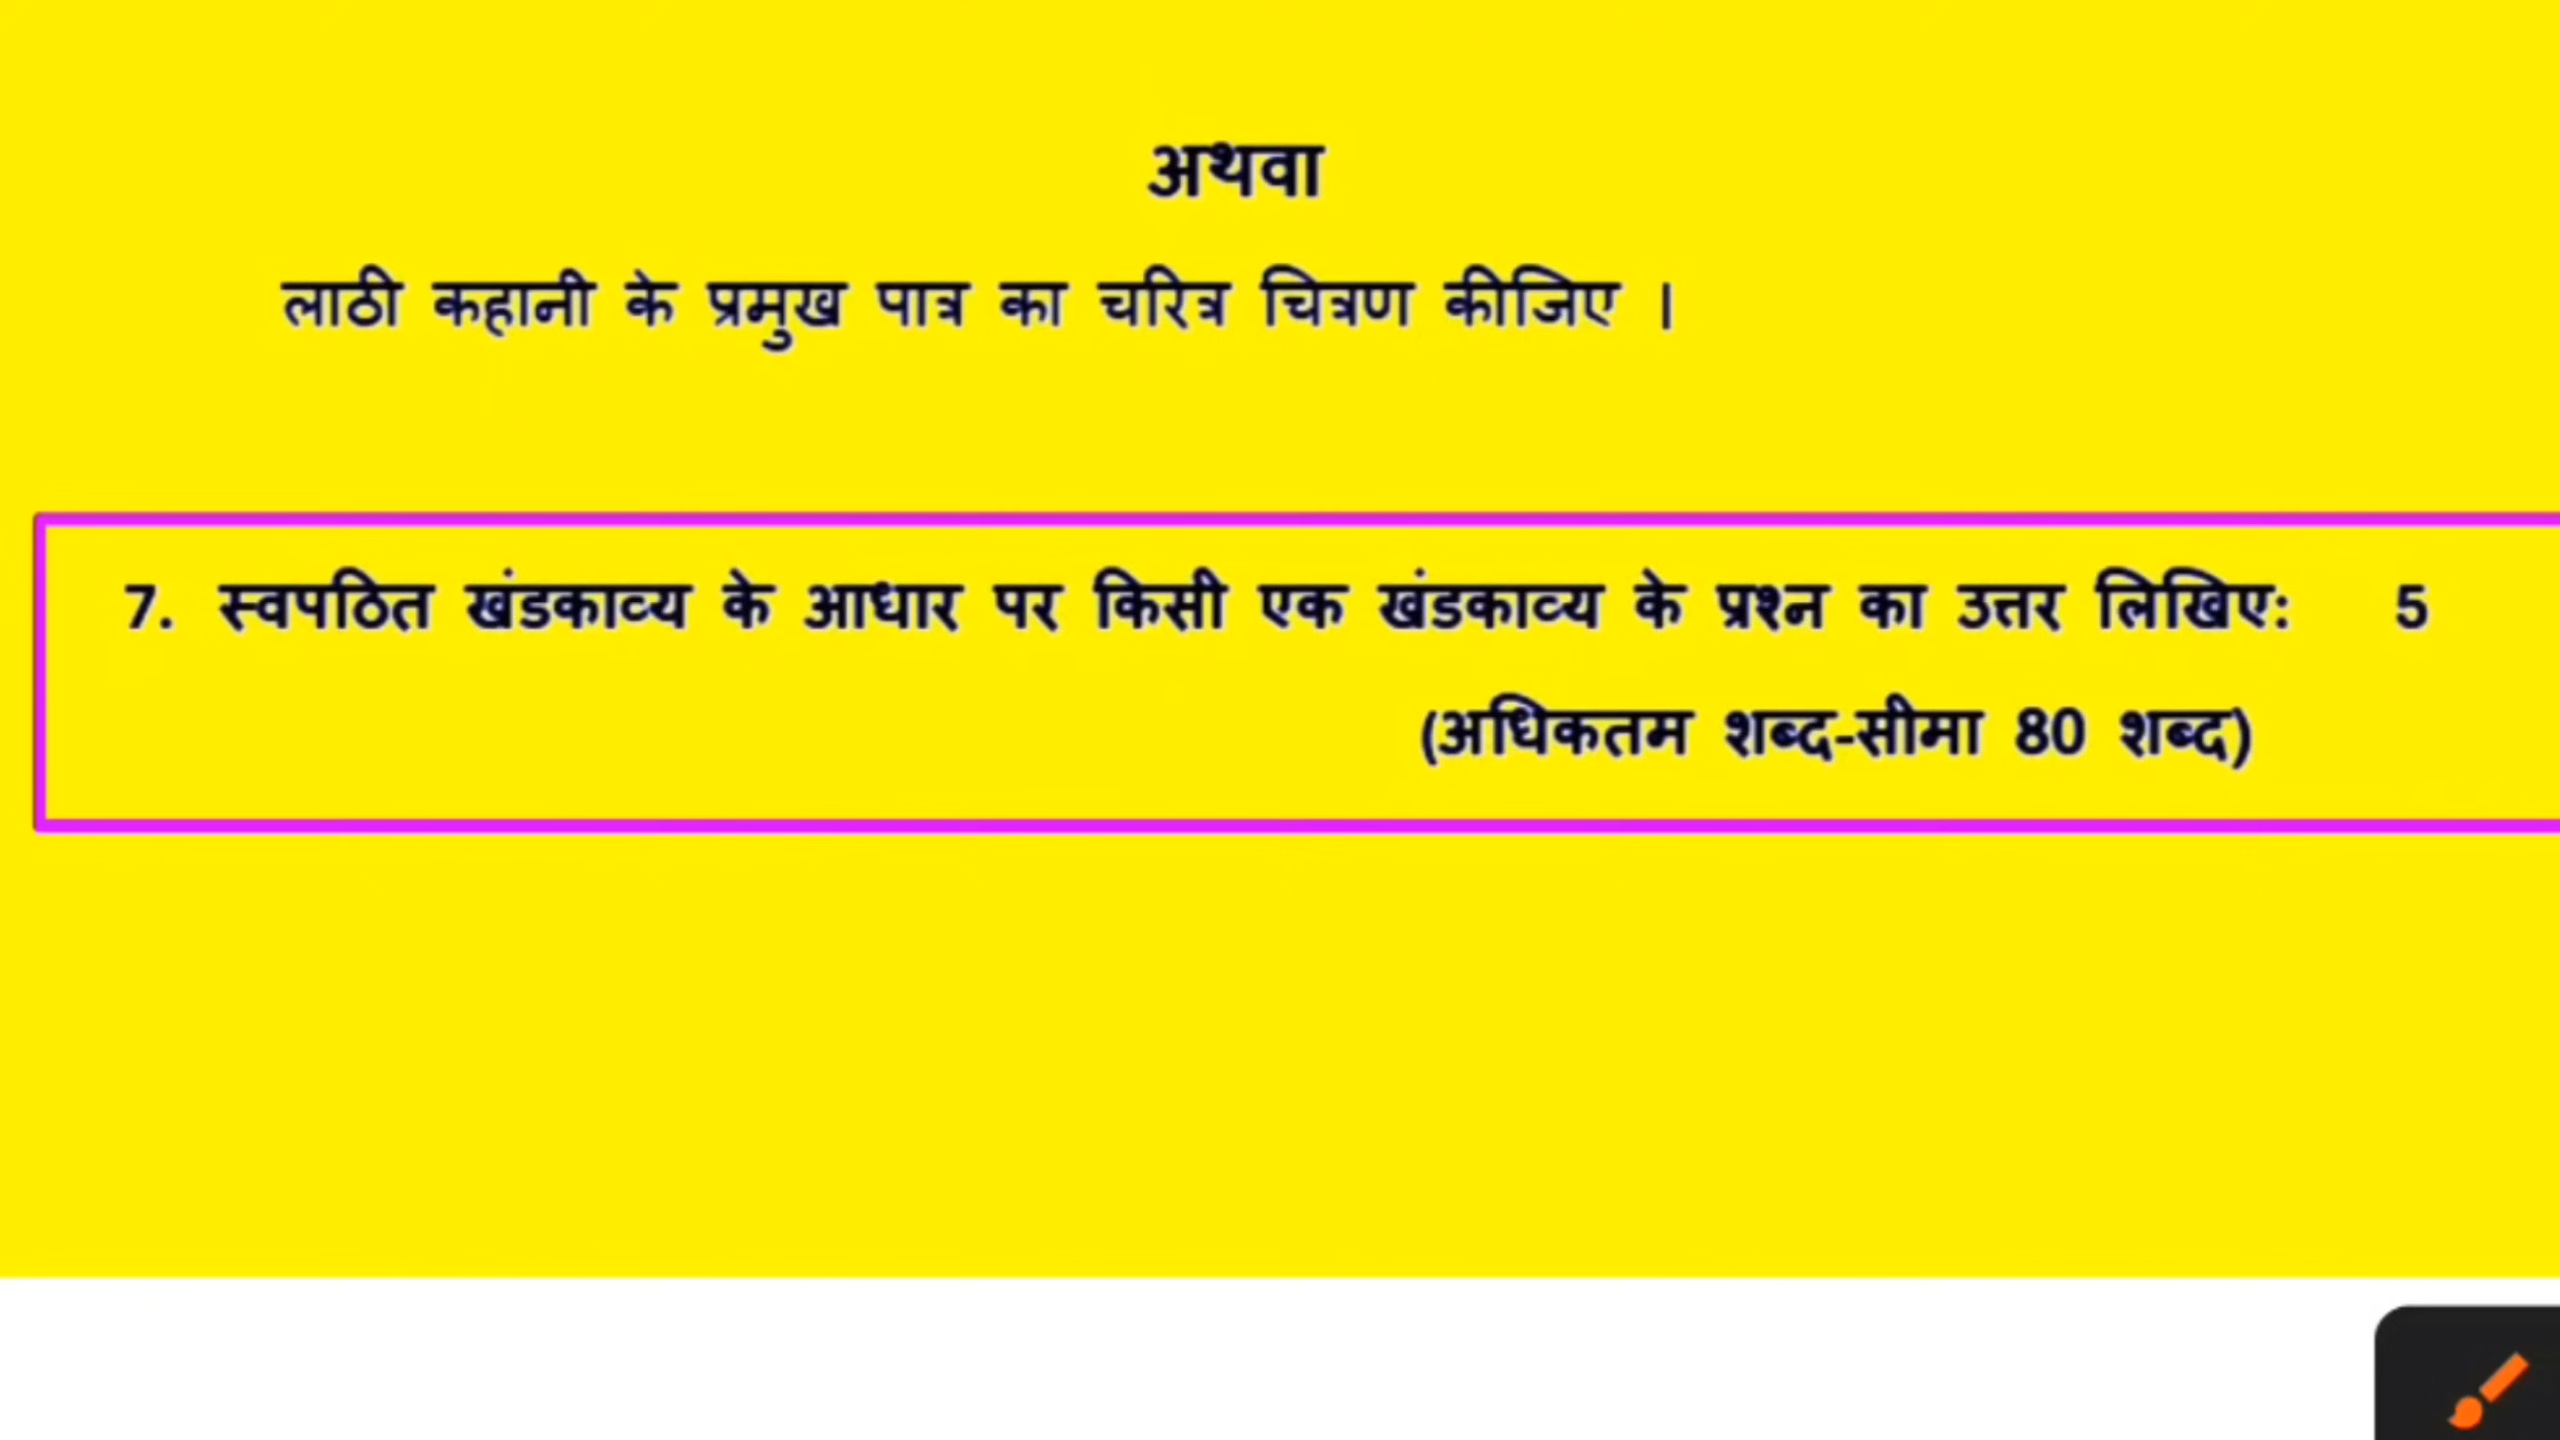 अथवा
लाठी कहानी के प्रमुख पात्र का चरित्र चित्रण कीजिए ।
7. स्वपठित खंडकाव्य के आधार पर किसी एक खंडकाव्य के प्रश्न का उत्तर लिखिए: 5
(अधिकतम शब्द-सीमा 80 शब्द)